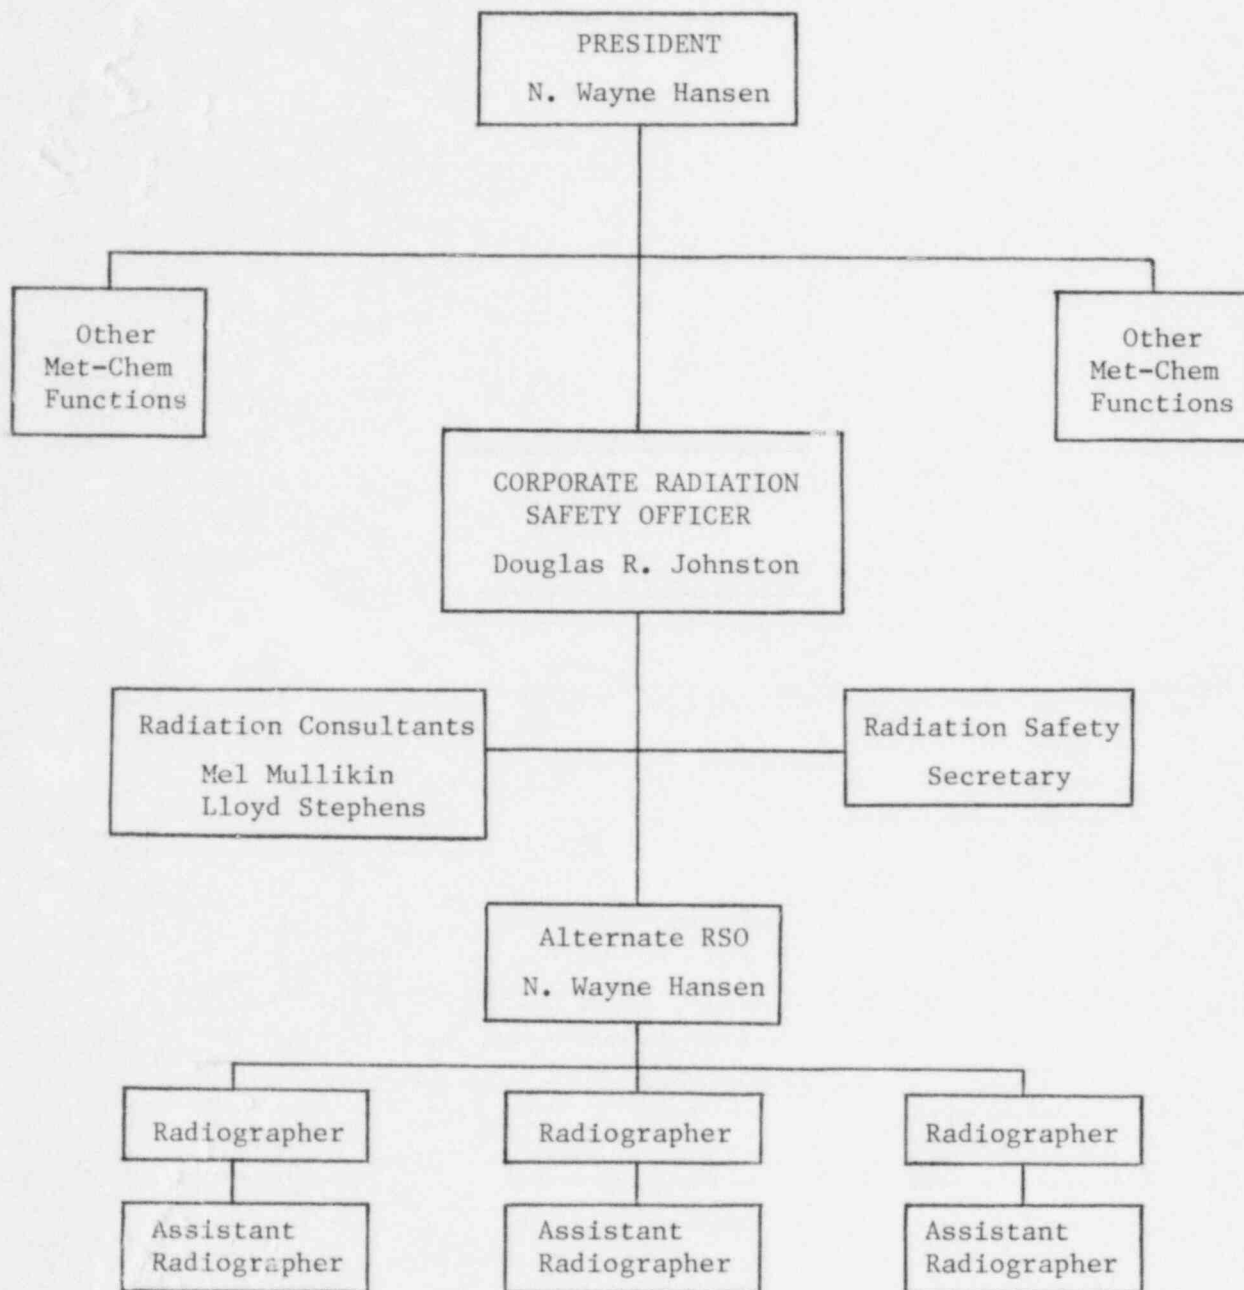 PRESIDENT
N. Wayne Hansen
Other
Met-Chem
Functions
Other
Met-Chem
Functions
CORPORATE RADIATION
SAFETY OFFICER
Douglas R. Johnston
Radiation Consultants
Mel Mullikin
Lloyd Stephens
Radiation Safety
Secretary
Alternate RSO
N. Wayne Hansen
Radiographer
Radiographer
Radiographer
Assistant
Radiographer
Assistant
Radiographer
Assistant
Radiographer